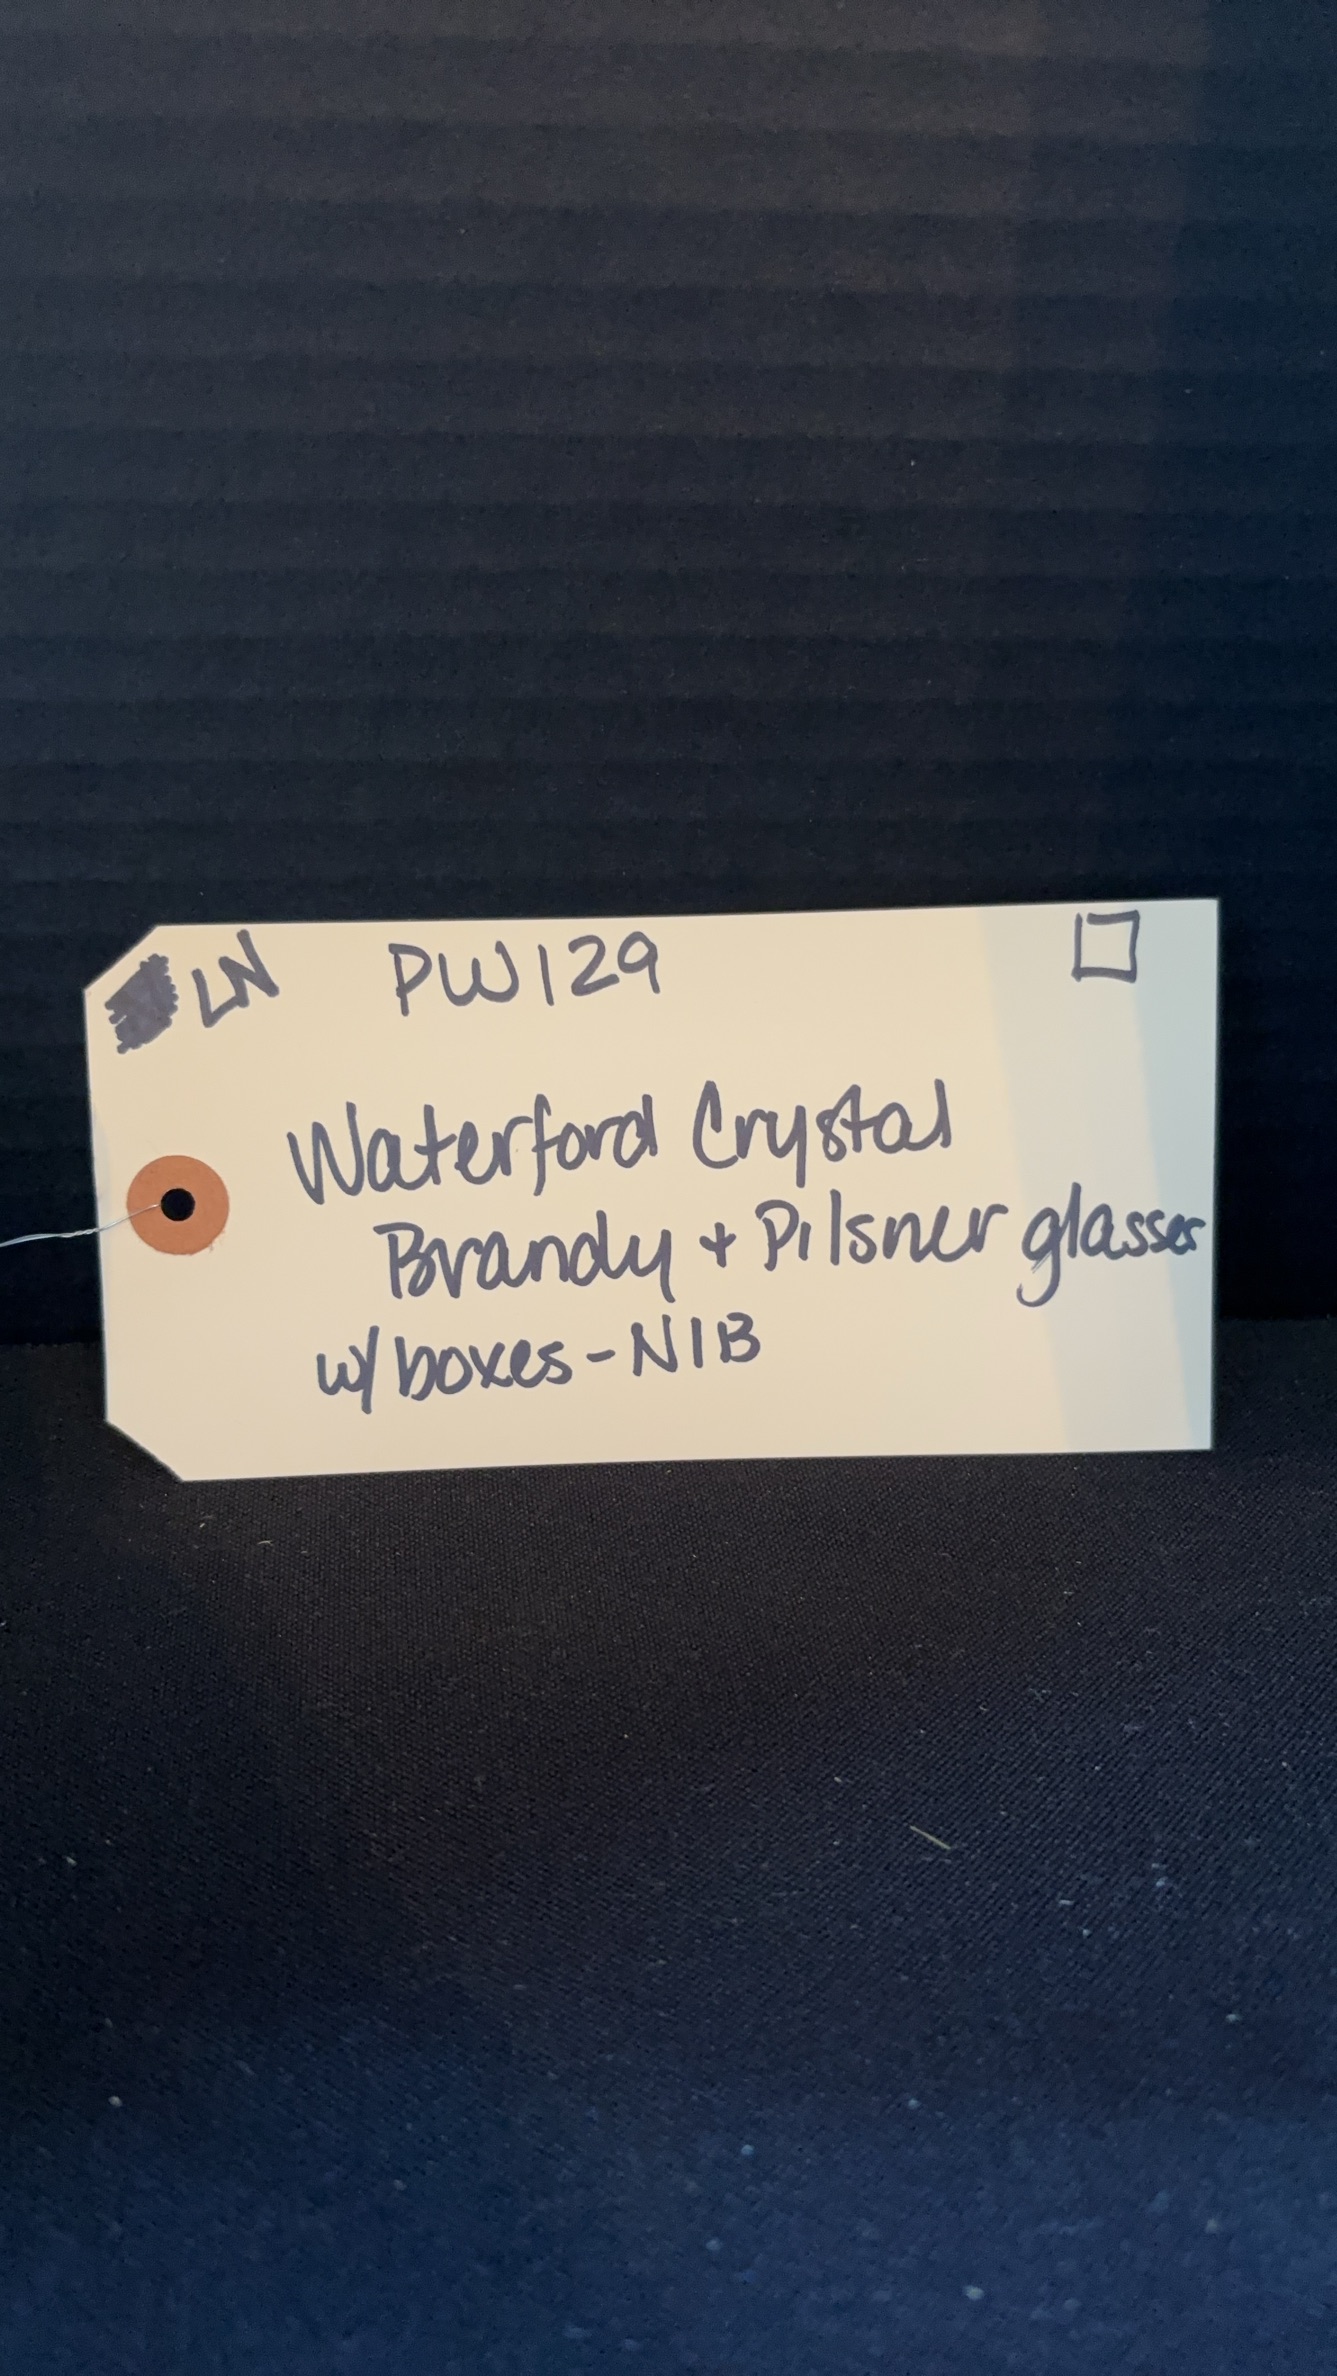 LN PW129
Waterford Crystal
Brandy + Pilsner glasses
w/ boxes - NIB